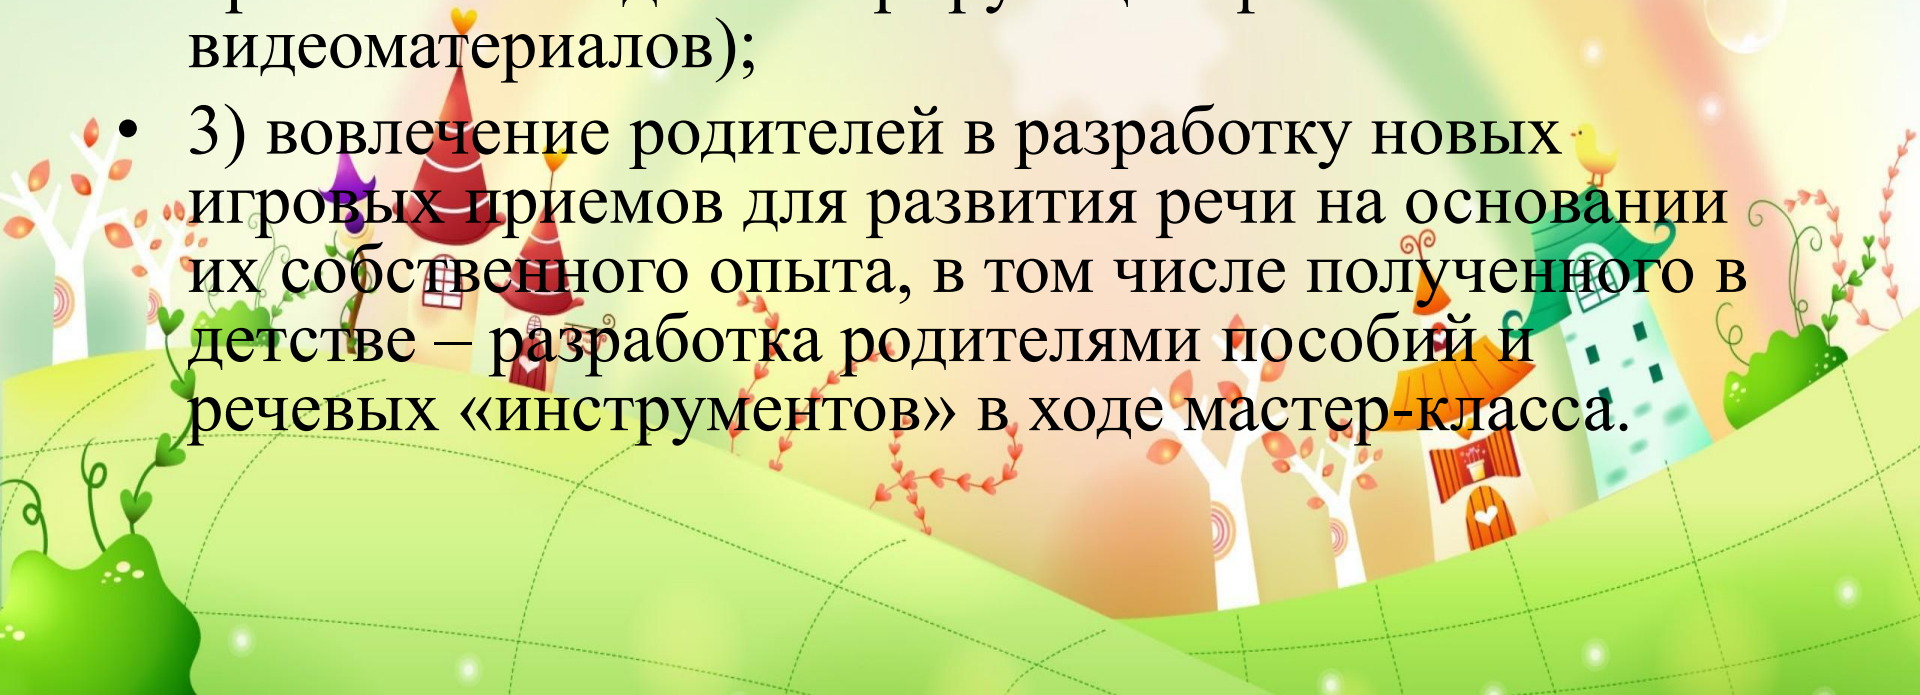 видеоматериалов);
• 3) вовлечение родителей в разработку новых
игровых приемов для развития речи на основании
их собственного опыта, в том числе полученного в
детстве – разработка родителями пособий и
речевых «инструментов» в ходе мастер-класса.